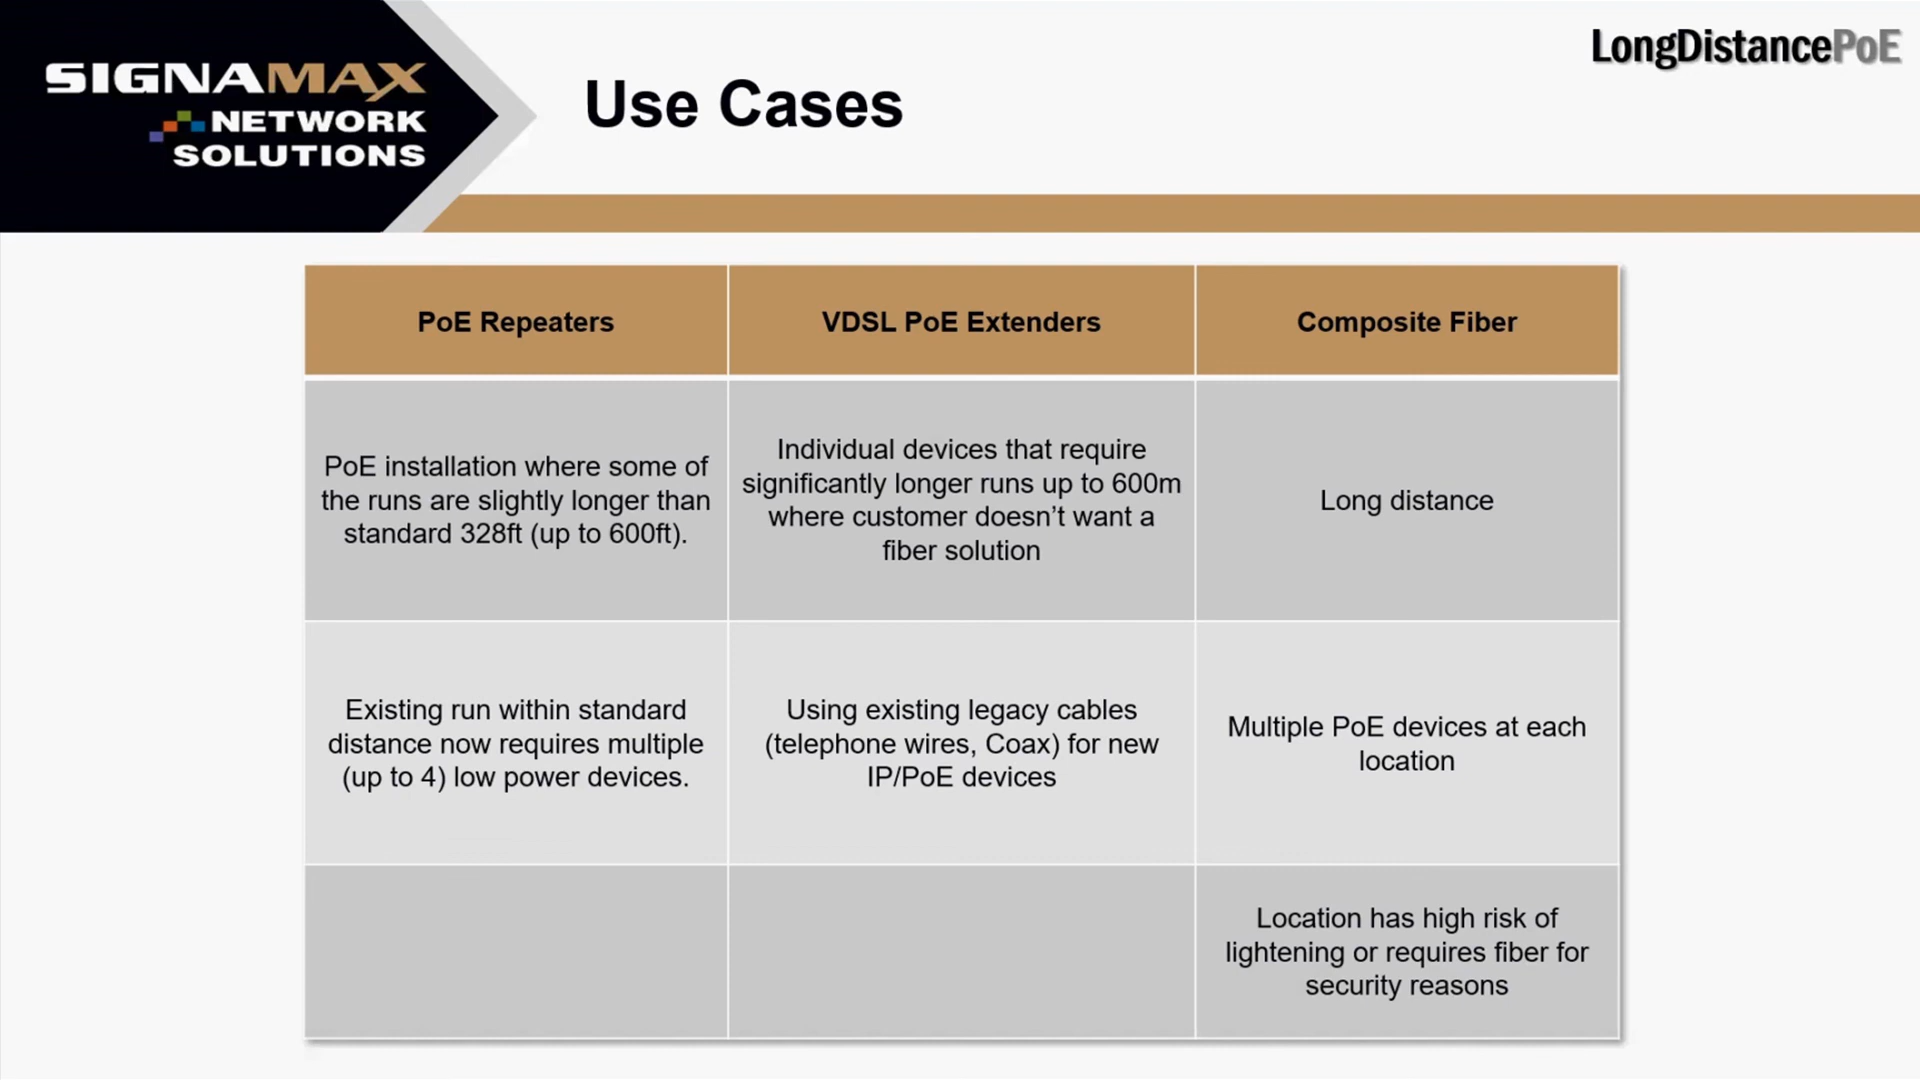 SIGNAMAX
NETWORK
SOLUTIONS
Use Cases
LongDistancePoE
PoE Repeaters
VDSL PoE Extenders
Composite Fiber
PoE installation where some of
the runs are slightly longer than
standard 328ft (up to 600ft).
Individual devices that require
significantly longer runs up to 600m
where customer doesn’t want a
fiber solution
Long distance
Existing run within standard
distance now requires multiple
(up to 4) low power devices.
Using existing legacy cables
(telephone wires, Coax) for new
IP/PoE devices
Multiple PoE devices at each
location
Location has high risk of
lightening or requires fiber for
security reasons